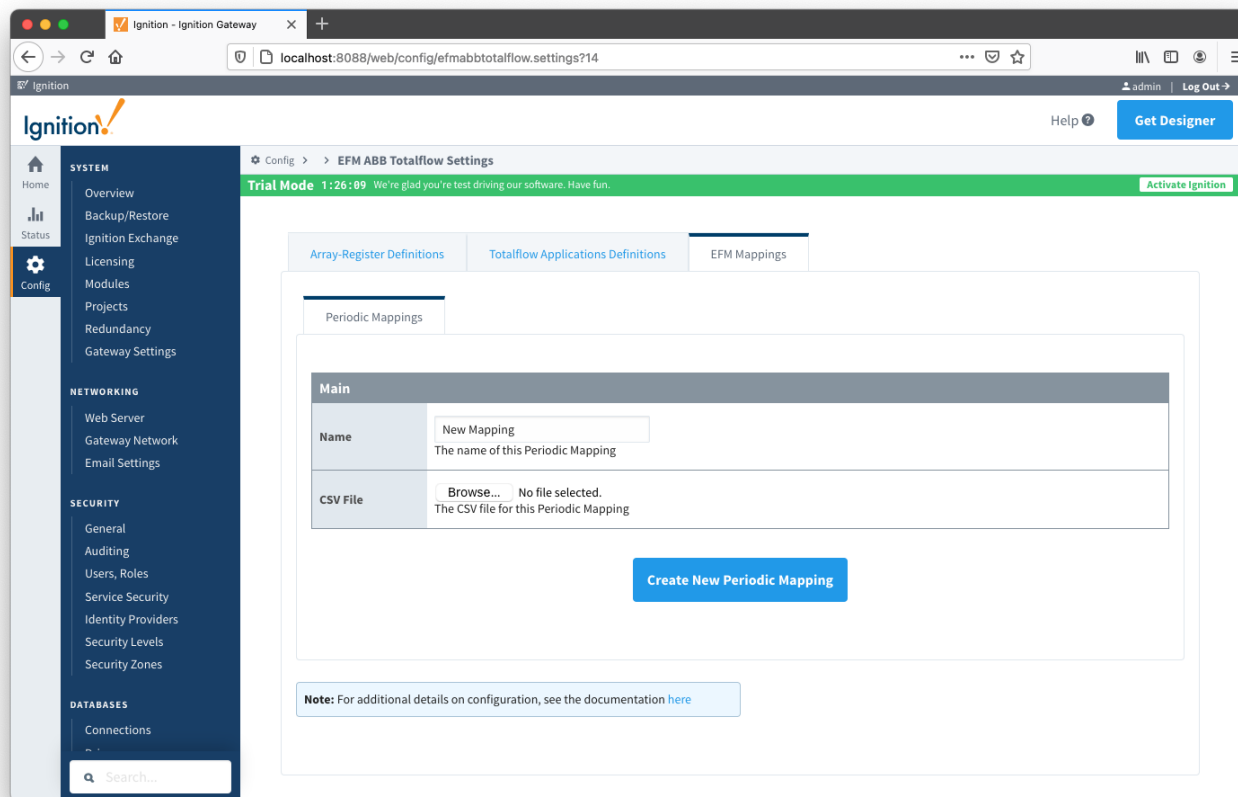 Ignition - Ignition Gateway
localhost:8088/web/config/efmabbtotalflow.settings?14
Ignition
admin | Log Out
Ignition!
Help
Get Designer
Config > > EFM ABB Totalflow Settings
Trial Mode 1:26:09 We're glad you're test driving our software. Have fun.
Activate Ignition
Home
Status
Config
SYSTEM
Overview
Backup/Restore
Ignition Exchange
Licensing
Modules
Projects
Redundancy
Gateway Settings
NETWORKING
Web Server
Gateway Network
Email Settings
SECURITY
General
Auditing
Users, Roles
Service Security
Identity Providers
Security Levels
Security Zones
DATABASES
Connections
Search...
Array-Register Definitions
Totalflow Applications Definitions
EFM Mappings
Periodic Mappings
Main
Name
New Mapping
The name of this Periodic Mapping
CSV File
Browse... No file selected.
The CSV file for this Periodic Mapping
Create New Periodic Mapping
Note: For additional details on configuration, see the documentation here